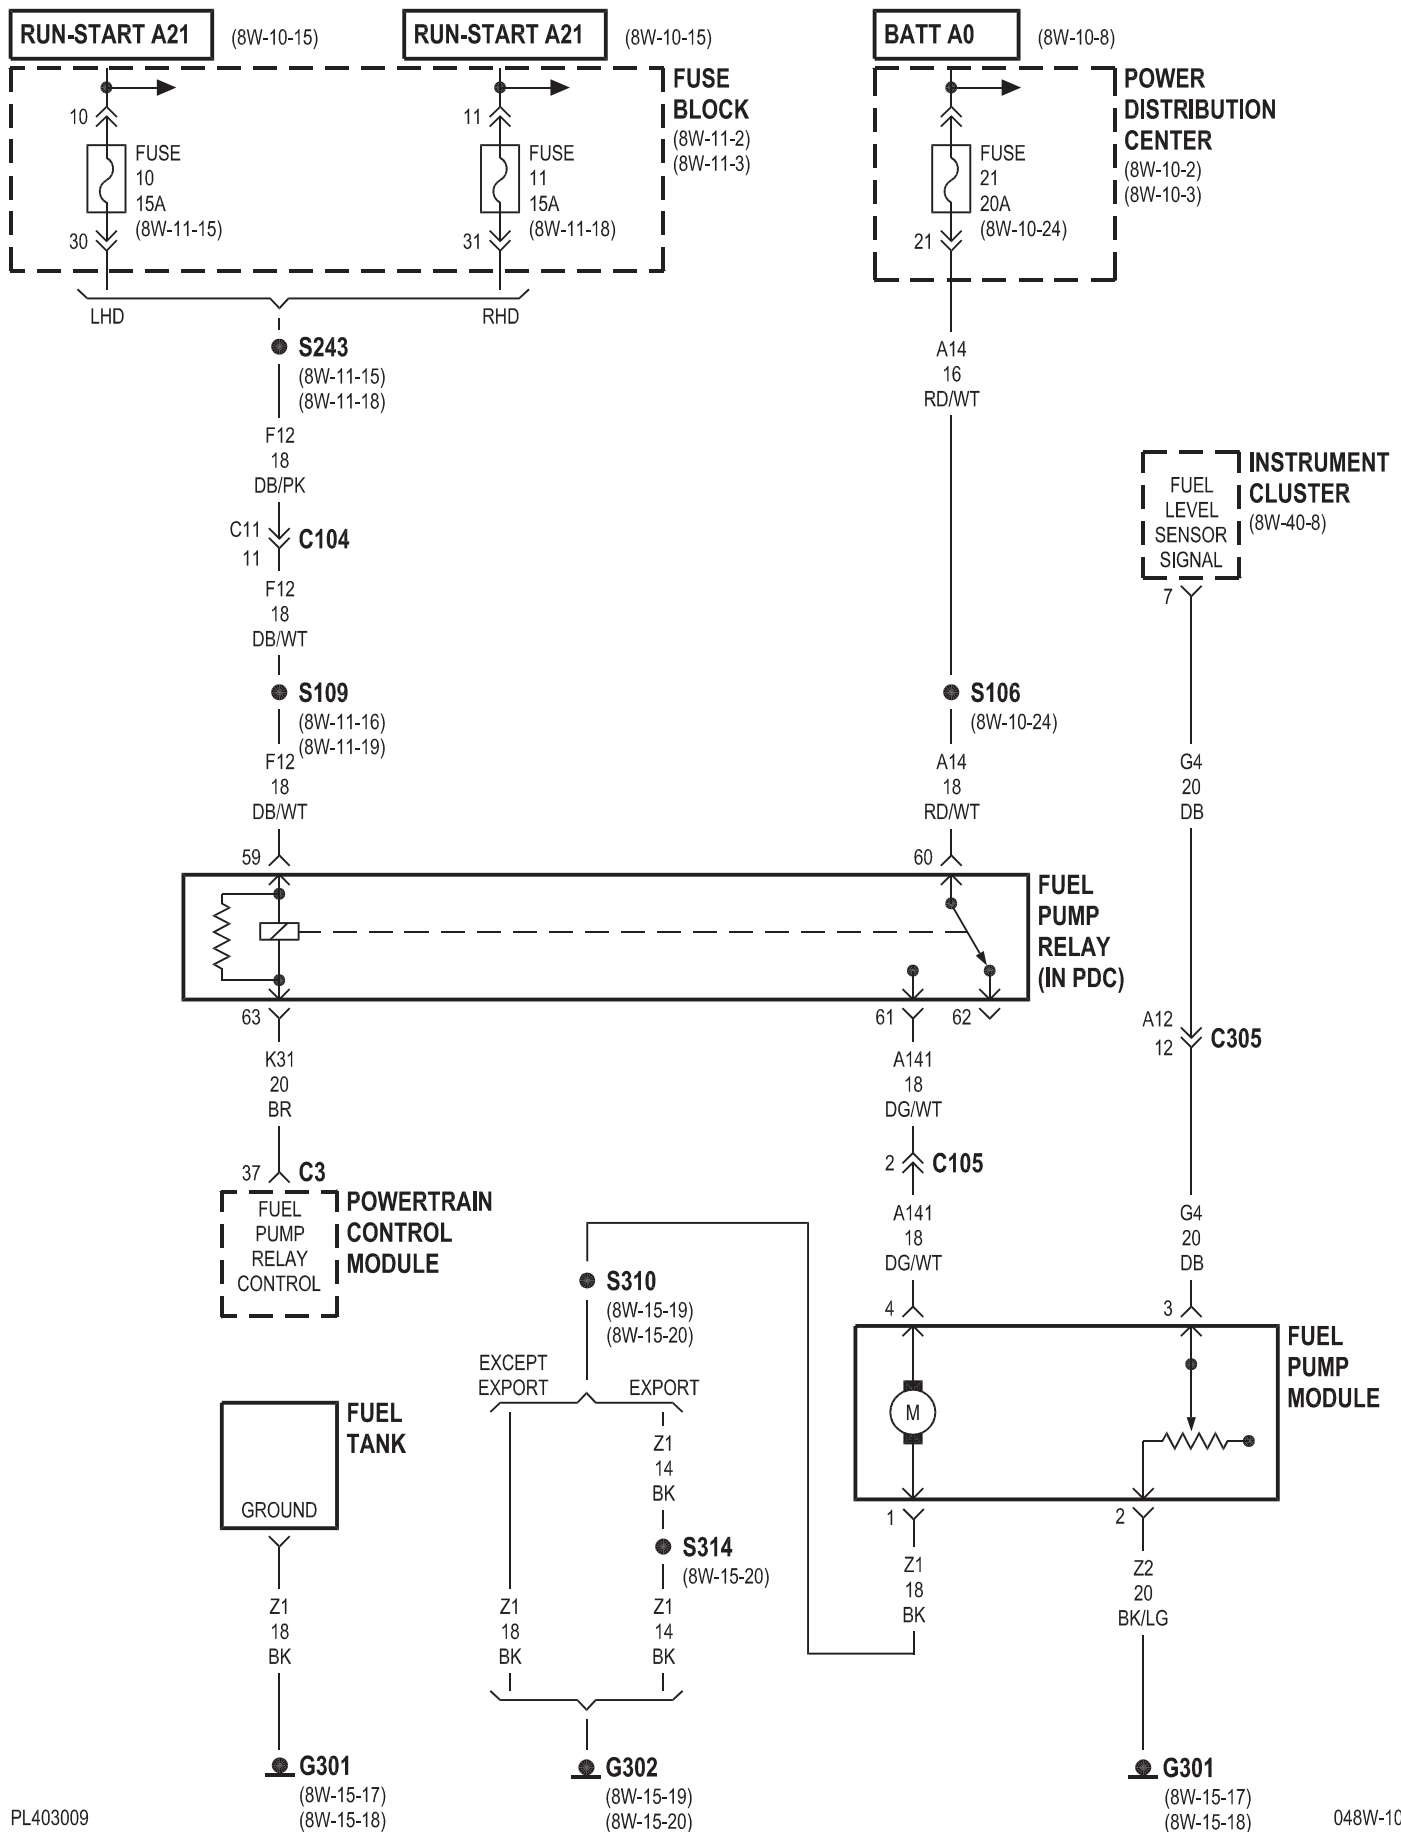 RUN-START A21
(8W-10-15)
RUN-START A21
(8W-10-15)
BATT A0
(8W-10-8)
FUSE
BLOCK
(8W-11-2)
(8W-11-3)
POWER
DISTRIBUTION
CENTER
(8W-10-2)
(8W-10-3)
10
FUSE
10
15A
(8W-11-15)
30
11
FUSE
11
15A
(8W-11-18)
31
FUSE
21
20A
(8W-10-24)
21
LHD
RHD
S243
(8W-11-15)
(8W-11-18)
F12
18
DB/PK
C11
11
C104
F12
18
DB/WT
S109
(8W-11-16)
(8W-11-19)
F12
18
DB/WT
59
A14
16
RD/WT
S106
(8W-10-24)
A14
18
RD/WT
60
INSTRUMENT
CLUSTER
(8W-40-8)
FUEL
LEVEL
SENSOR
SIGNAL
7
G4
20
DB
FUEL
PUMP
RELAY
(IN PDC)
63
61
62
A12
12
C305
K31
20
BR
37
C3
POWERTRAIN
CONTROL
MODULE
FUEL
PUMP
RELAY
CONTROL
A141
18
DG/WT
2
C105
A141
18
DG/WT
4
G4
20
DB
3
S310
(8W-15-19)
(8W-15-20)
EXCEPT
EXPORT
EXPORT
FUEL
PUMP
MODULE
M
FUEL
TANK
GROUND
Z1
14
BK
S314
(8W-15-20)
1
2
Z1
18
BK
Z2
20
BK/LG
Z1
18
BK
Z1
18
BK
Z1
14
BK
G301
(8W-15-17)
(8W-15-18)
G302
(8W-15-19)
(8W-15-20)
G301
(8W-15-17)
(8W-15-18)
PL403009
048W-10